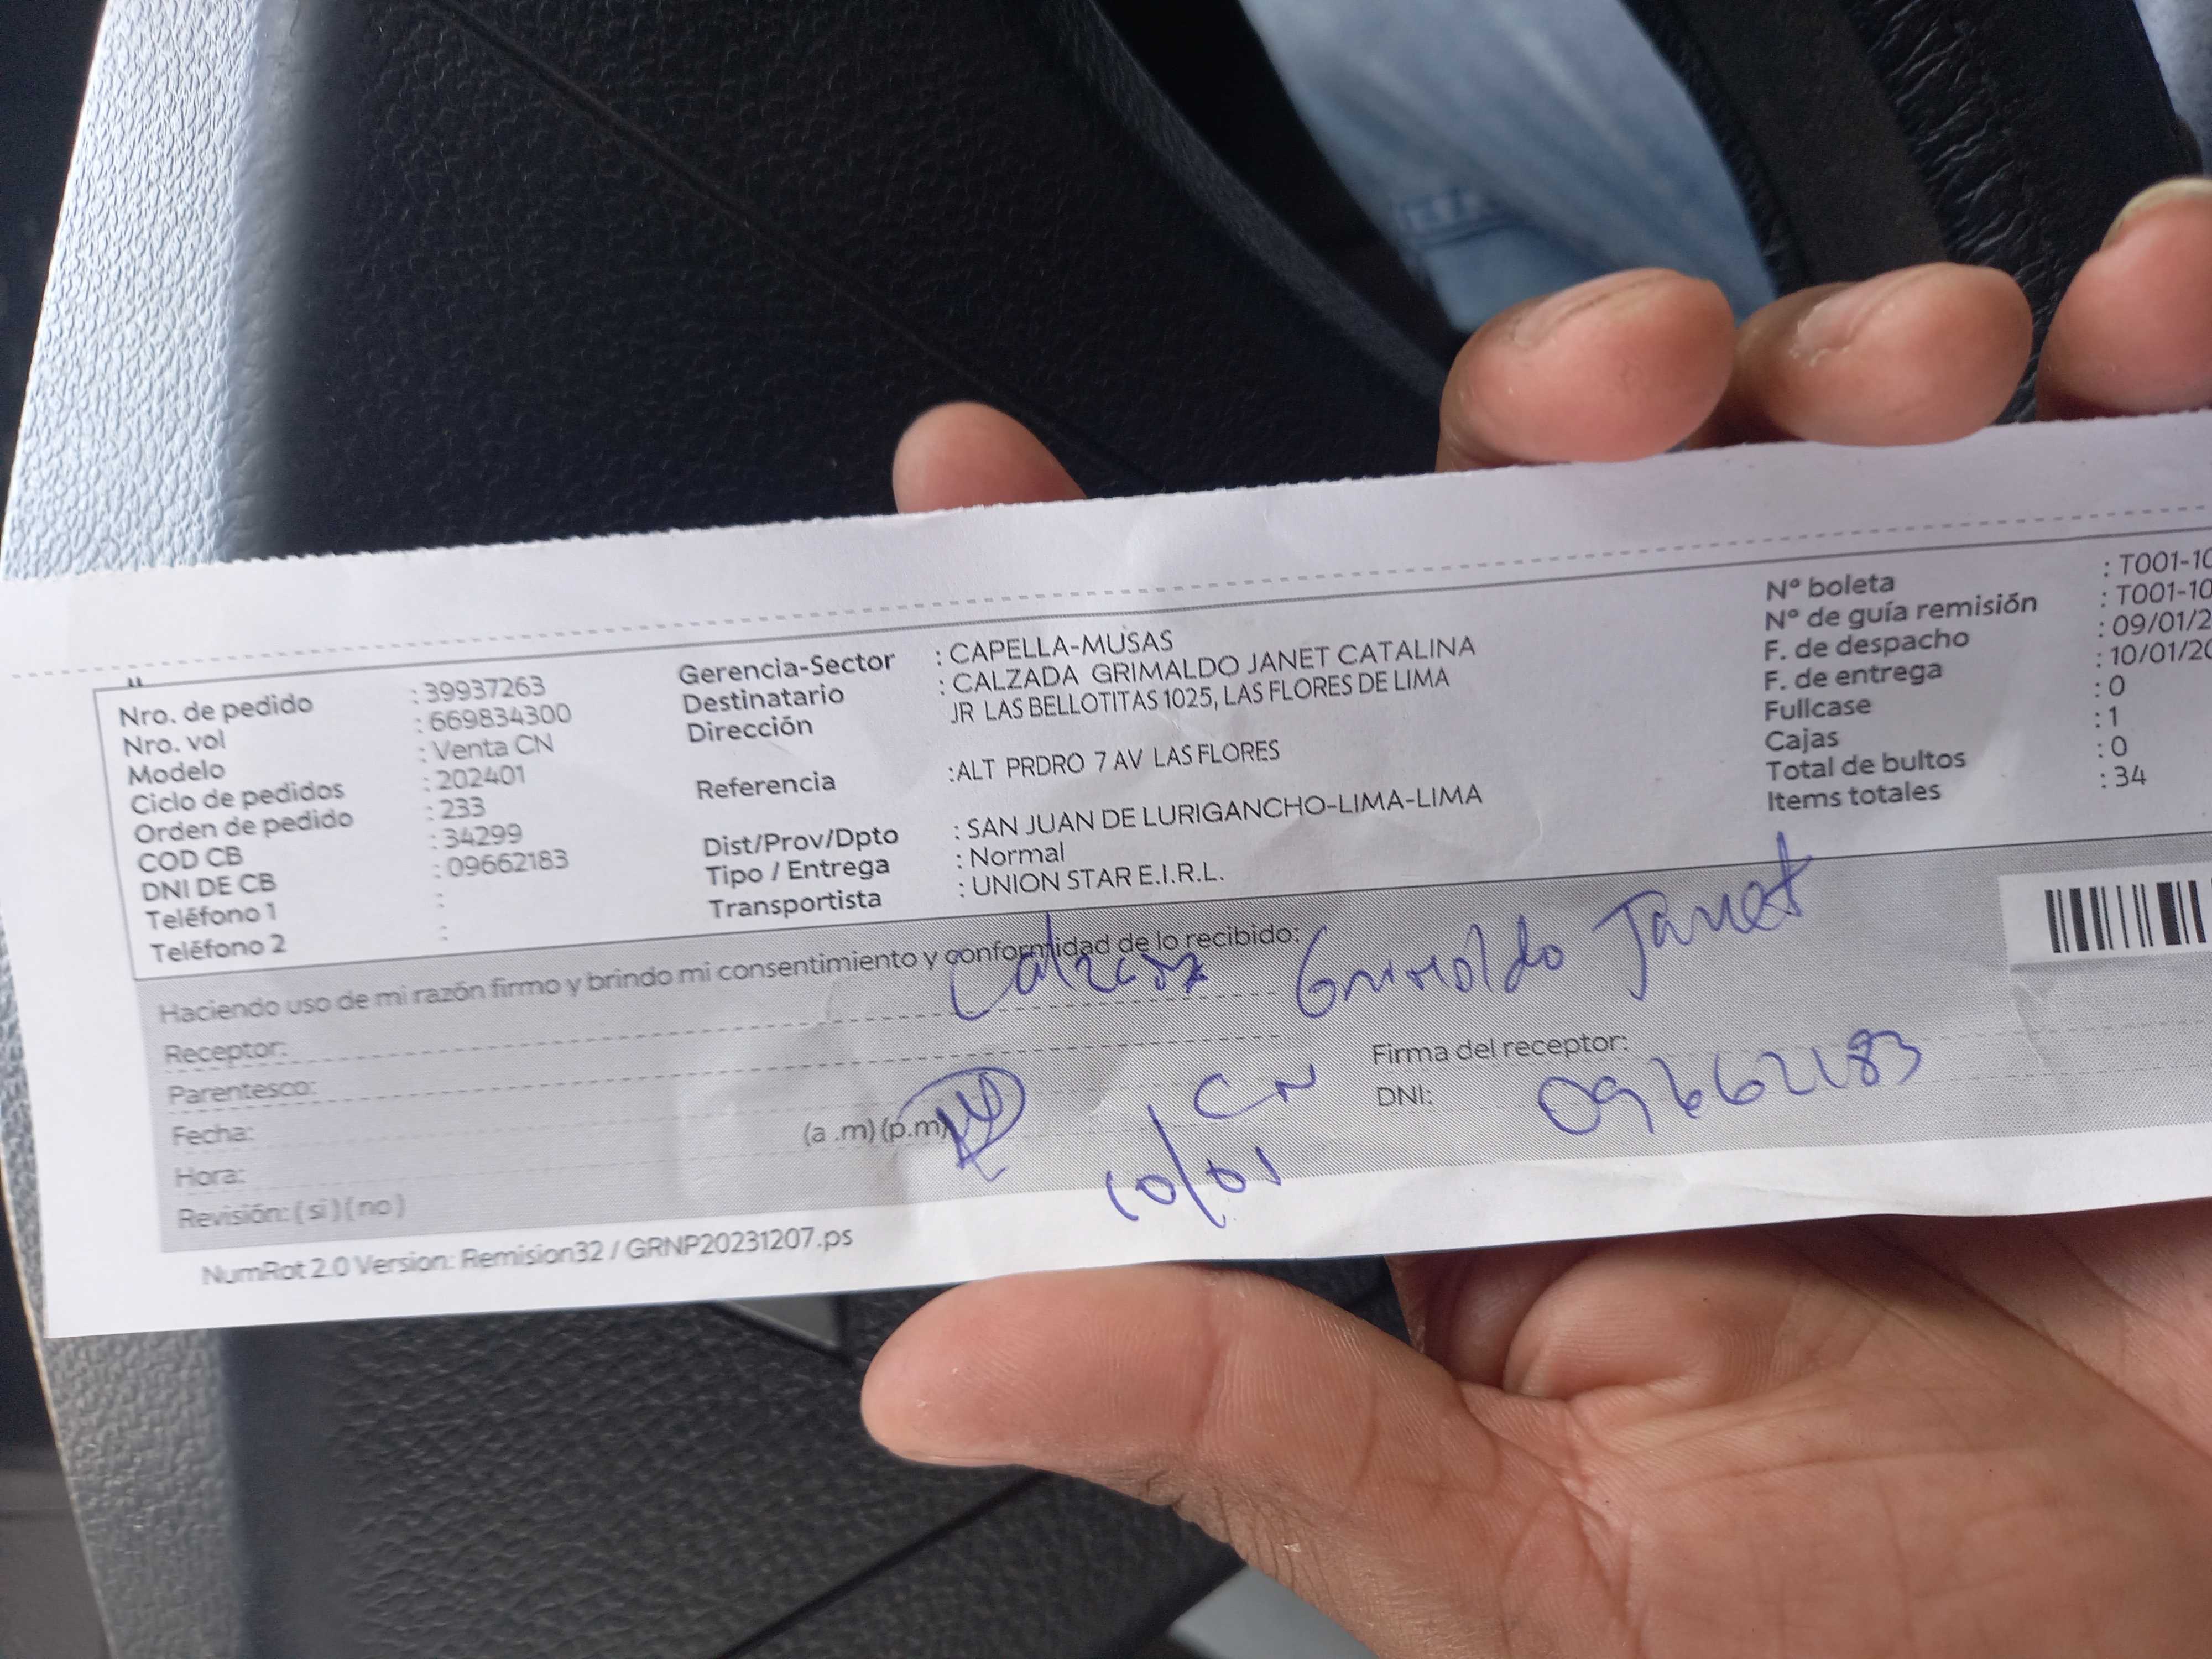 Nro. de pedido : 39937263
Nro. vol : 669834300
Modelo : Venta CN
Ciclo de pedidos : 202401
Orden de pedido : 233
COD CB : 34299
DNI DE CB : 09662183
Teléfono 1 :
Teléfono 2 :
Gerencia-Sector : CAPELLA-MUSAS
Destinatario : CALZADA GRIMALDO JANET CATALINA
Dirección JR LAS BELLOTITAS 1025, LAS FLORES DE LIMA
Referencia :ALT PRDRO 7 AV LAS FLORES
Dist/Prov/Dpto : SAN JUAN DE LURIGANCHO-LIMA-LIMA
Tipo / Entrega : Normal
Transportista : UNION STAR E.I.R.L.
Nº boleta : T001-10
Nº de guía remisión : T001-10
F. de despacho : 09/01/2
F. de entrega : 10/01/20
Fullcase : 0
Cajas : 1
Total de bultos : 0
Items totales : 34
Haciendo uso de mi razón firmo y brindo mi consentimiento y conformidad de lo recibido:
Receptor: Grimaldo Janet
Parentesco:
Firma del receptor:
Fecha: CN
DNI: 09662183
Hora: (a .m) (p.m)
10/01
Revisión: ( si ) ( no )
NumRot 2.0 Version: Remision32 / GRNP20231207.ps